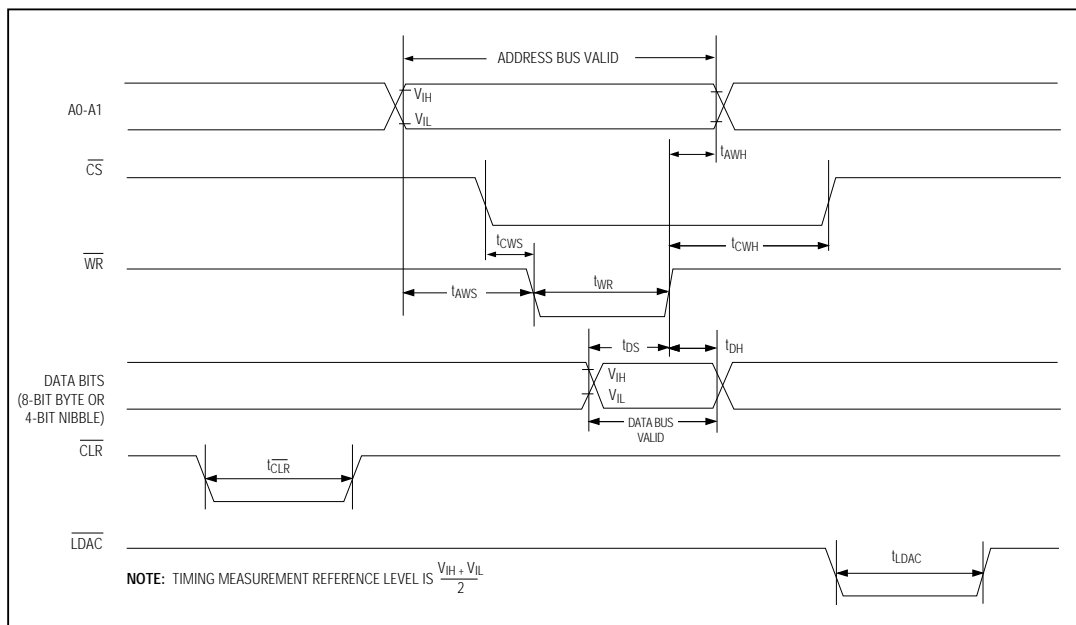 ADDRESS BUS VALID
A0-A1
VIH
VIL
tAWH
CS
tCWS
tCWH
WR
tAWS
tWR
tDS
tDH
DATA BITS
(8-BIT BYTE OR
4-BIT NIBBLE)
VIH
VIL
DATA BUS
VALID
CLR
tCLR
LDAC
tLDAC
NOTE: TIMING MEASUREMENT REFERENCE LEVEL IS VIH + VIL
2